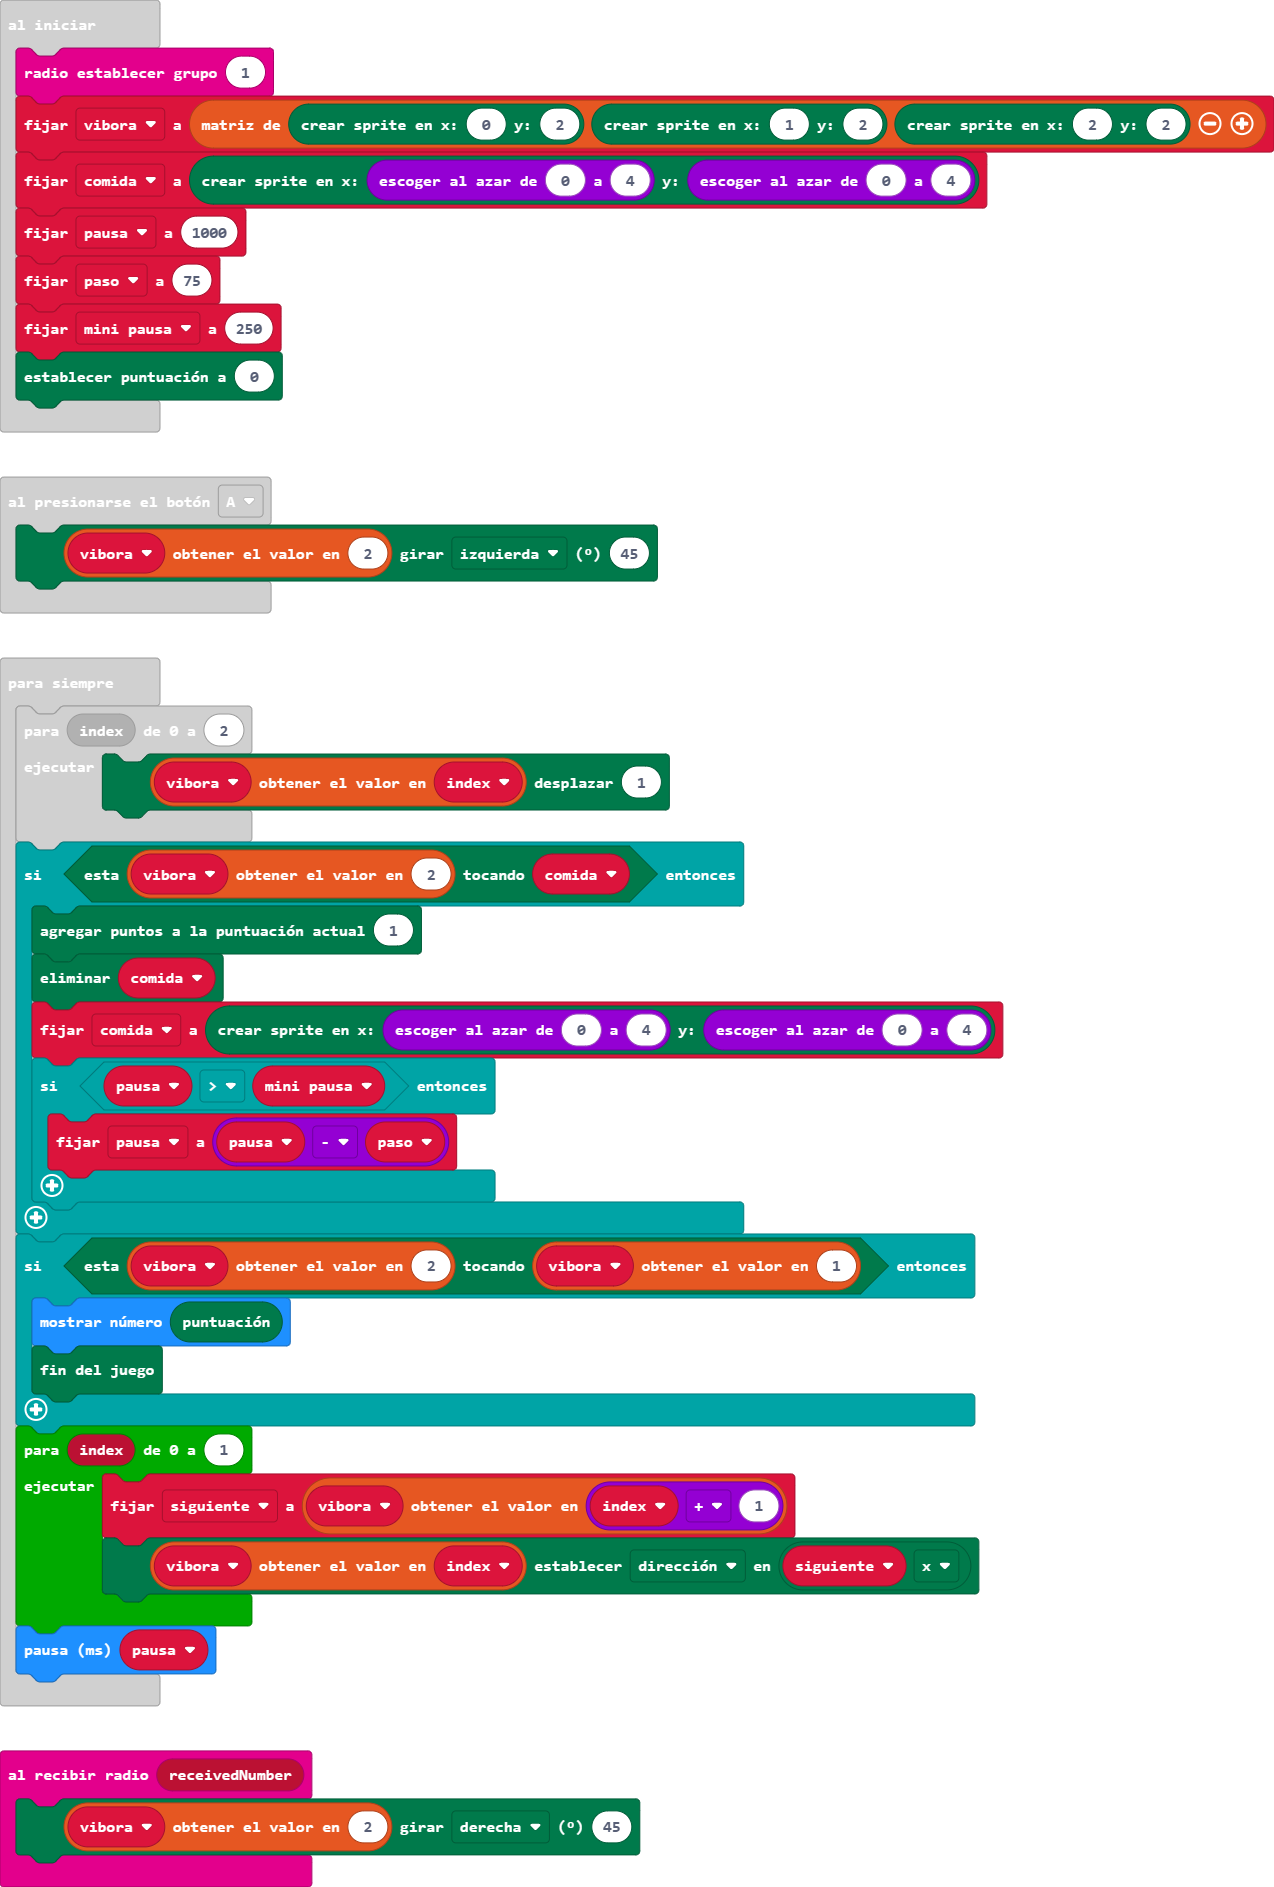 al iniciar
radio establecer grupo 1
fijar vibora a matriz de crear sprite en x: 0 y: 2 crear sprite en x: 1 y: 2 crear sprite en x: 2 y: 2
fijar comida a crear sprite en x: escoger al azar de 0 a 4 y: escoger al azar de 0 a 4
fijar pausa a 1000
fijar paso a 75
fijar mini pausa a 250
establecer puntuación a 0
al presionarse el botón A
vibora obtener el valor en 2 girar izquierda (º) 45
para siempre
para index de 0 a 2
ejecutar vibora obtener el valor en index desplazar 1
si esta vibora obtener el valor en 2 tocando comida entonces
agregar puntos a la puntuación actual 1
eliminar comida
fijar comida a crear sprite en x: escoger al azar de 0 a 4 y: escoger al azar de 0 a 4
si pausa > mini pausa entonces
fijar pausa a pausa - paso
si esta vibora obtener el valor en 2 tocando vibora obtener el valor en 1 entonces
mostrar número puntuación
fin del juego
para index de 0 a 1
ejecutar fijar siguiente a vibora obtener el valor en index + 1
vibora obtener el valor en index establecer dirección en siguiente x
pausa (ms) pausa
al recibir radio receivedNumber
vibora obtener el valor en 2 girar derecha (º) 45